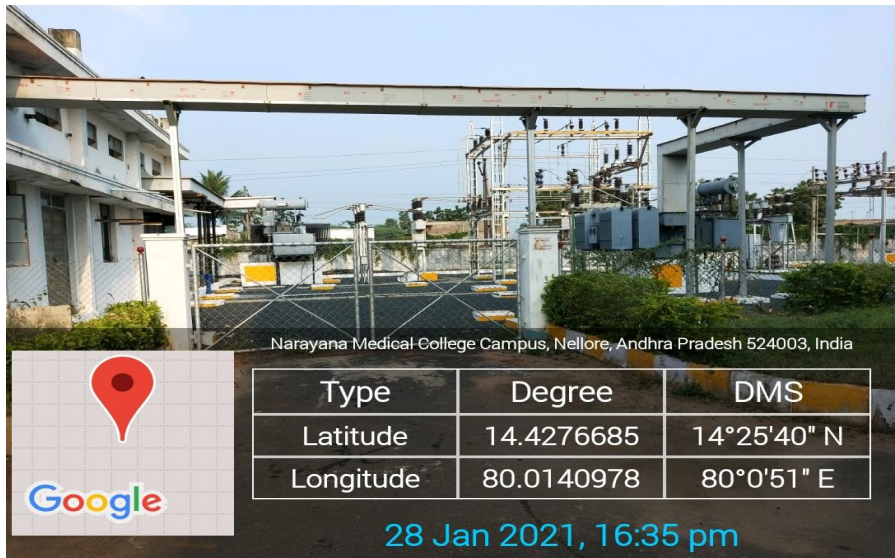 Narayana Medical College Campus, Nellore, Andhra Pradesh 524003, India
Type Degree DMS
Latitude 14.4276685 14°25'40" N
Longitude 80.0140978 80°0'51" E
Google
28 Jan 2021, 16:35 pm